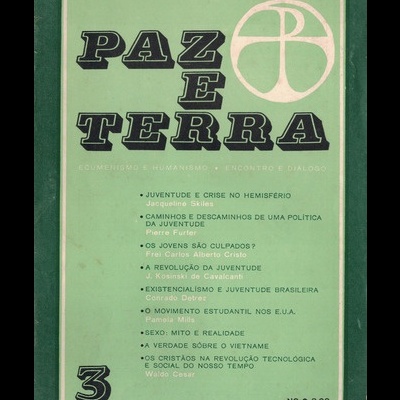 PAZ
E
TERRA
ECUMENISMO E HUMANISMO • ENCONTRO E DIÁLOGO
• JUVENTUDE E CRISE NO HEMISFÉRIO
Jacqueline Skiles
• CAMINHOS E DESCAMINHOS DE UMA POLÍTICA
DA JUVENTUDE
Pierre Furter
• OS JOVENS SÃO CULPADOS?
Frei Carlos Alberto Cristo
• A REVOLUÇÃO DA JUVENTUDE
J. Kosinski de Cavalcanti
• EXISTENCIALÍSMO E JUVENTUDE BRASILEIRA
Conrado Detrez
• O MOVIMENTO ESTUDANTIL NOS E.U.A.
Pamela Mills
• SEXO: MITO E REALIDADE
• A VERDADE SÔBRE O VIETNAME
• OS CRISTÃOS NA REVOLUÇÃO TECNOLÓGICA
E SOCIAL DO NOSSO TEMPO
Waldo Cesar
3